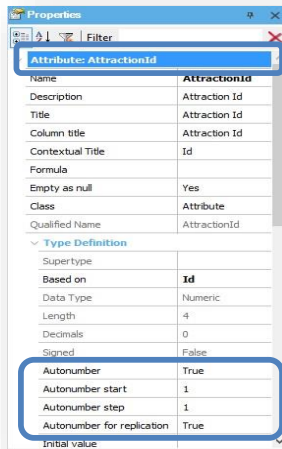 Properties
Filter
Attribute: AttractionId
Name AttractionId
Description Attraction Id
Title Attraction Id
Column title Attraction Id
Contextual Title Id
Formula
Empty as null Yes
Class Attribute
Qualified Name AttractionId
Type Definition
Supertype
Based on Id
Data Type Numeric
Length 4
Decimals 0
Signed False
Autonumber True
Autonumber start 1
Autonumber step 1
Autonumber for replication True
Initial value